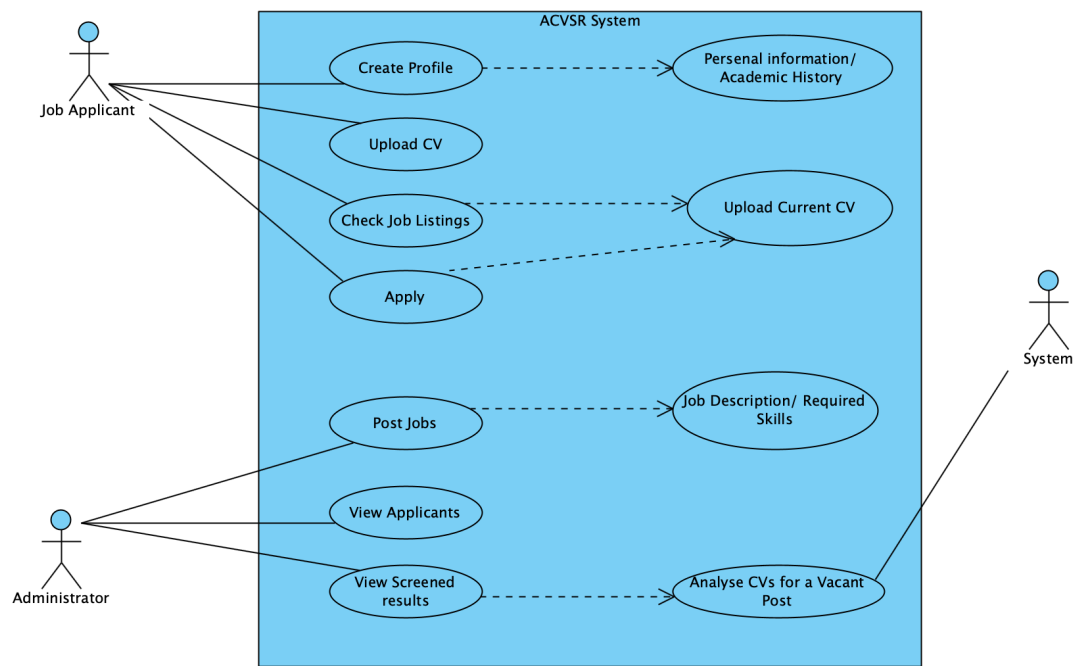 ACVSR System
Job Applicant
Create Profile
Personal information/
Academic History
Upload CV
Check Job Listings
Upload Current CV
Apply
System
Post Jobs
Job Description/ Required
Skills
View Applicants
Administrator
View Screened
results
Analyse CVs for a Vacant
Post